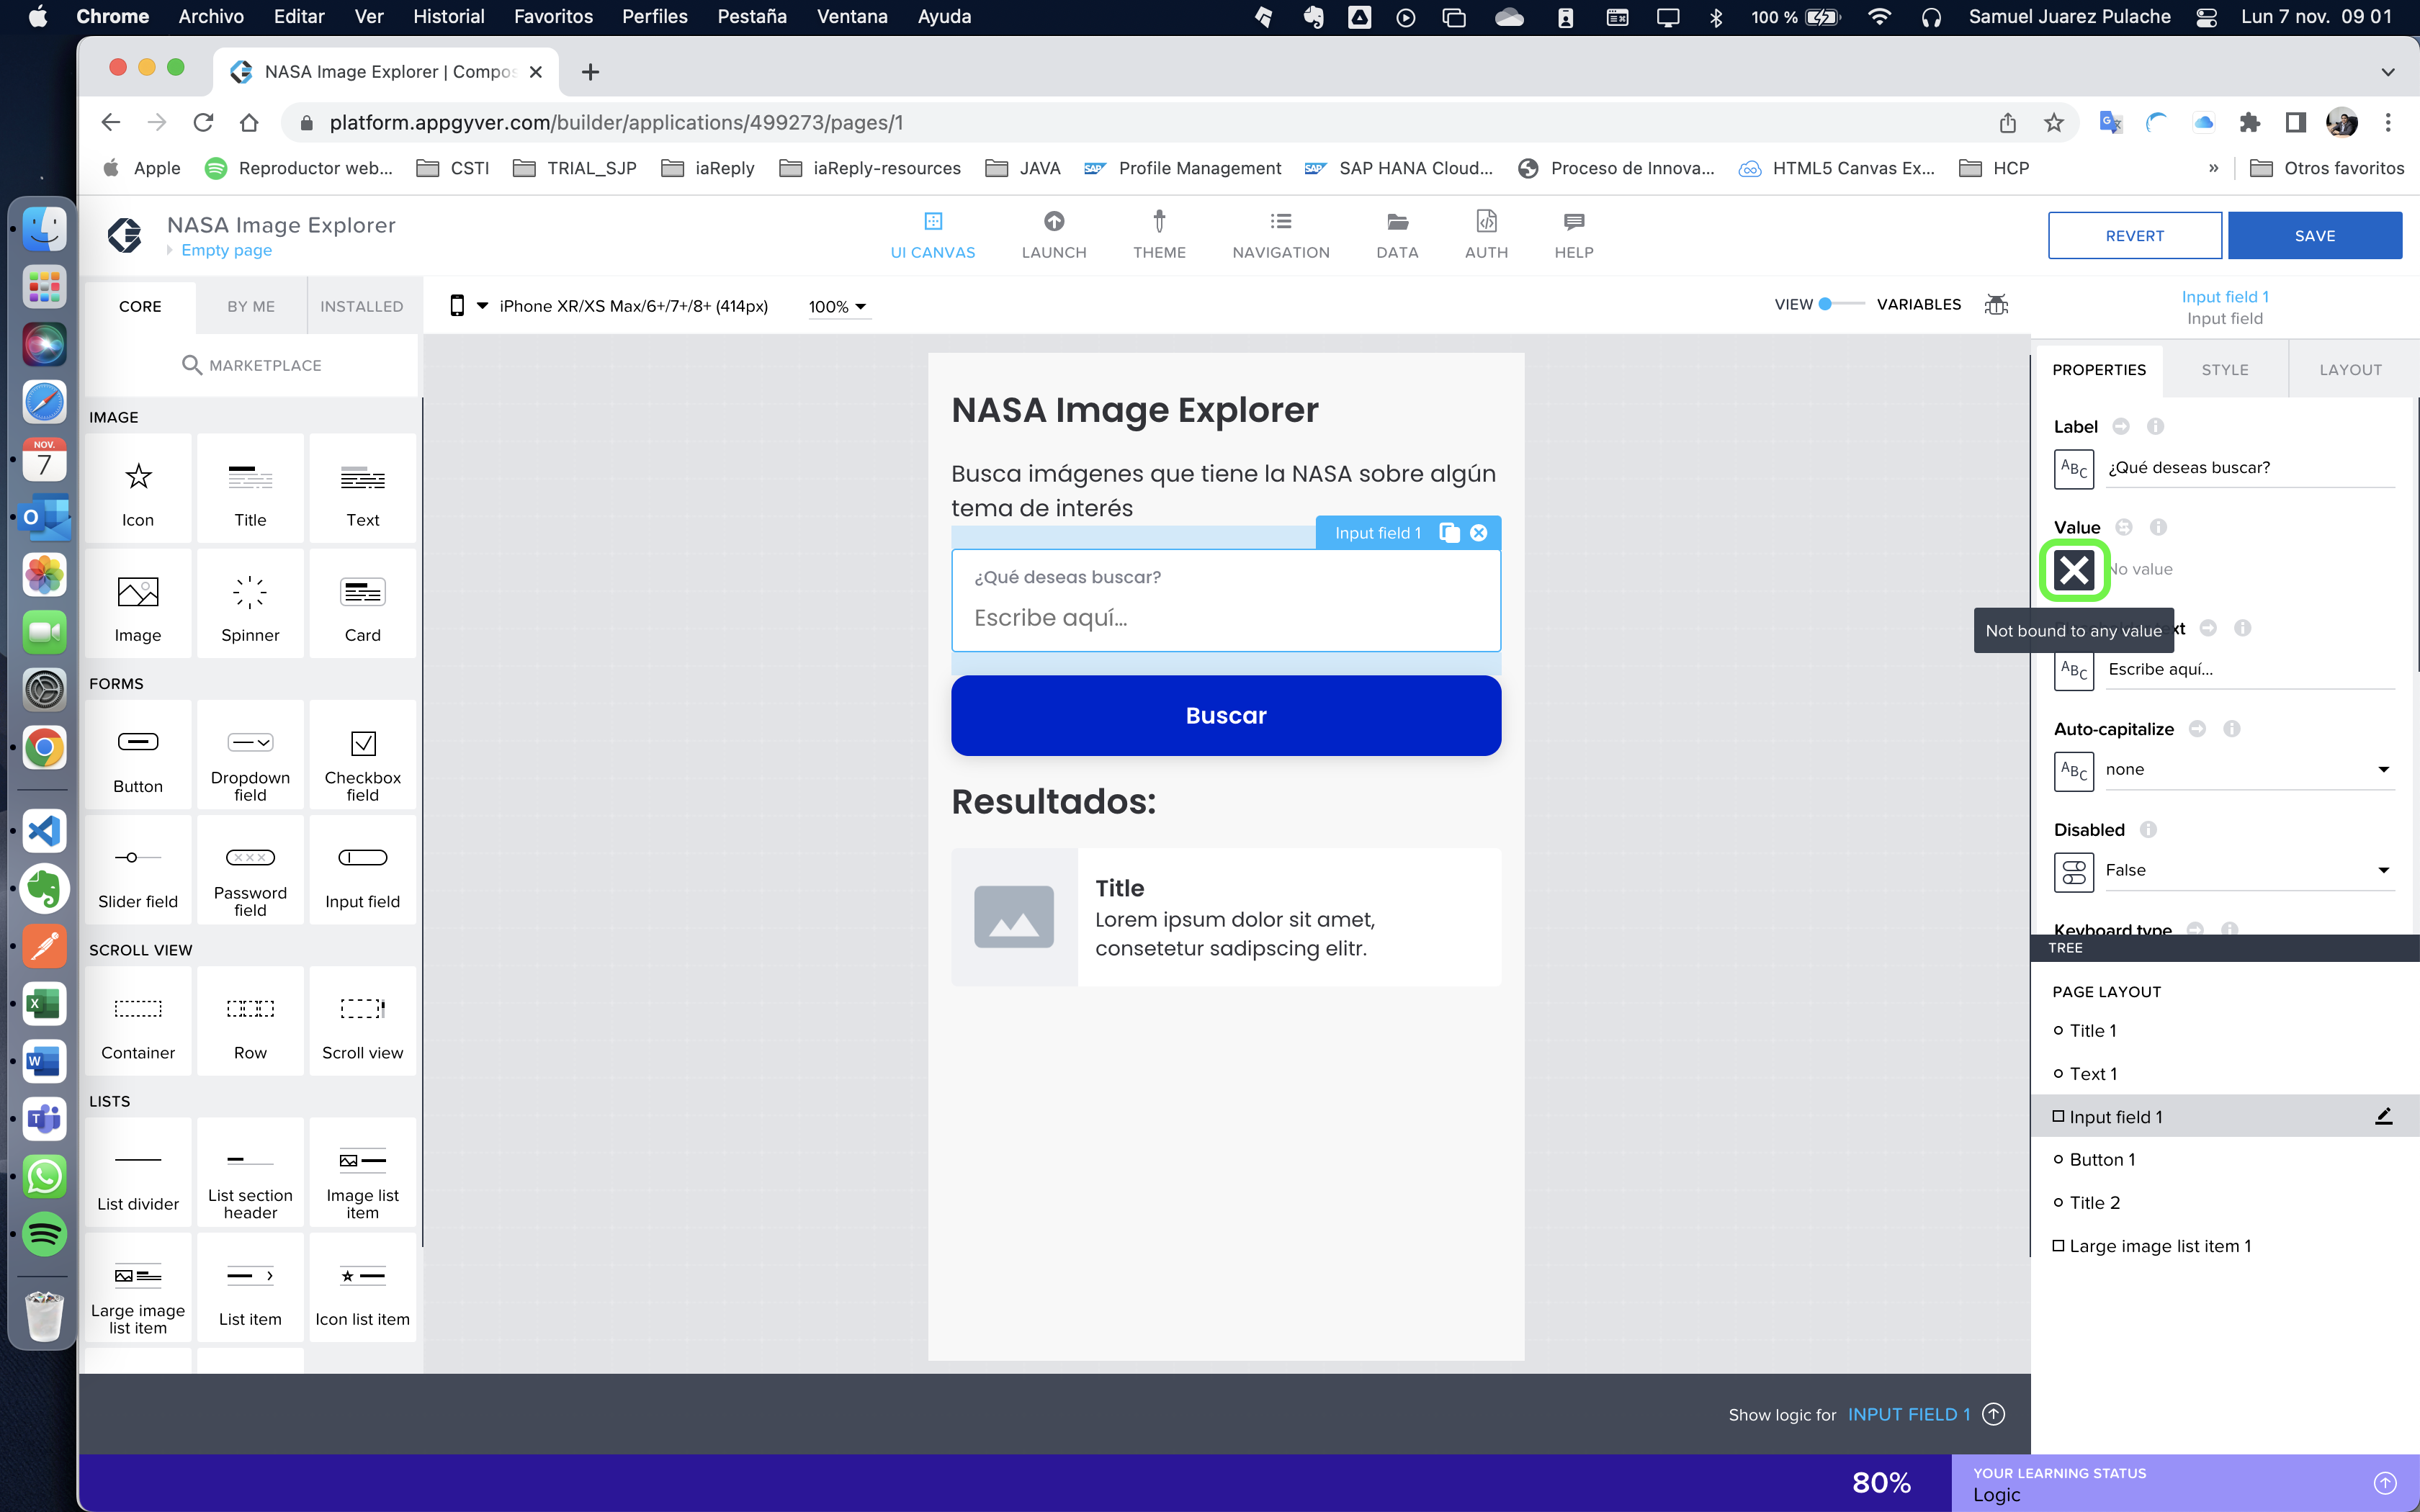 Chrome Archivo Editar Ver Historial Favoritos Perfiles Pestaña Ventana Ayuda 100 % Samuel Juarez Pulache Lun 7 nov. 09 01
NASA Image Explorer | Compos
platform.appgyver.com/builder/applications/499273/pages/1
Apple Reproductor web... CSTI TRIAL_SJP iaReply iaReply-resources JAVA Profile Management SAP HANA Cloud... Proceso de Innova... HTML5 Canvas Ex... HCP » Otros favoritos
NASA Image Explorer
Empty page
UI CANVAS LAUNCH THEME NAVIGATION DATA AUTH HELP
REVERT SAVE
CORE BY ME INSTALLED
iPhone XR/XS Max/6+/7+/8+ (414px) 100%
VIEW VARIABLES
Input field 1
Input field
MARKETPLACE
IMAGE
Icon Title Text
Image Spinner Card
FORMS
Button Dropdown field Checkbox field
Slider field Password field Input field
SCROLL VIEW
Container Row Scroll view
LISTS
List divider List section header Image list item
Large image list item List item Icon list item
NOV.
7
NASA Image Explorer
Busca imágenes que tiene la NASA sobre algún
tema de interés
Input field 1
¿Qué deseas buscar?
Escribe aquí...
Buscar
Resultados:
Title
Lorem ipsum dolor sit amet,
consetetur sadipscing elitr.
PROPERTIES STYLE LAYOUT
Label
ABC ¿Qué deseas buscar?
Value
No value
Not bound to any value
xt
ABC Escribe aquí...
Auto-capitalize
ABC none
Disabled
False
Keyboard type
TREE
PAGE LAYOUT
Title 1
Text 1
Input field 1
Button 1
Title 2
Large image list item 1
Show logic for INPUT FIELD 1
80%
YOUR LEARNING STATUS
Logic